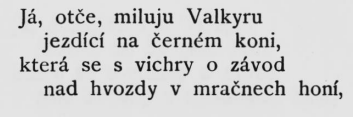 Já, otče, miluju Valkyru
jezdící na černém koni,
která se s vichry o závod
nad hvozdy v mračnech honí,